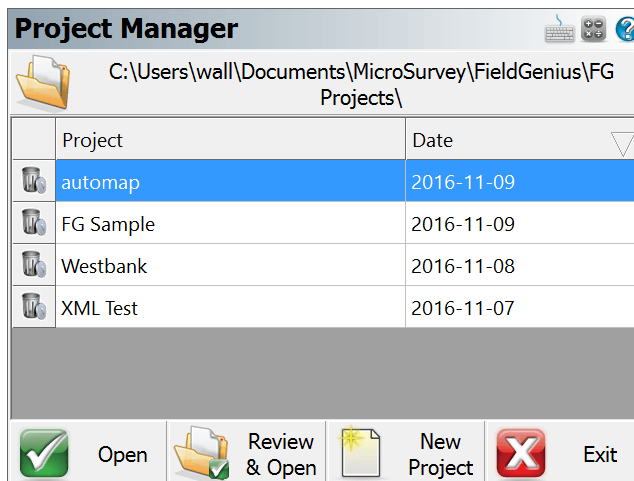 Project Manager
C:\Users\wall\Documents\MicroSurvey\FieldGenius\FG
Projects\
Project Date
automap 2016-11-09
FG Sample 2016-11-09
Westbank 2016-11-08
XML Test 2016-11-07
Open
Review
& Open
New
Project
Exit